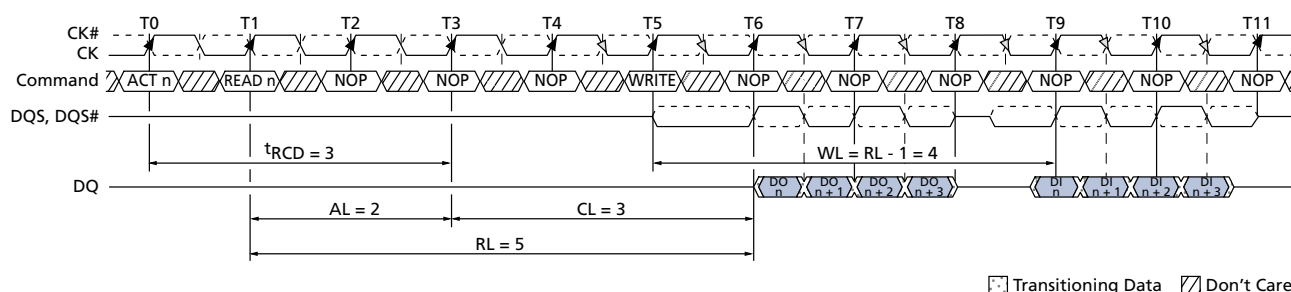 T0 T1 T2 T3 T4 T5 T6 T7 T8 T9 T10 T11
CK#
CK
Command ACT n READ n NOP NOP NOP WRITE NOP NOP NOP NOP NOP NOP
DQS, DQS#
tRCD = 3 WL = RL - 1 = 4
DQ DO n DO n + 1 DO n + 2 DO n + 3 DI n DI n + 1 DI n + 2 DI n + 3
AL = 2 CL = 3
RL = 5
Transitioning Data Don't Care